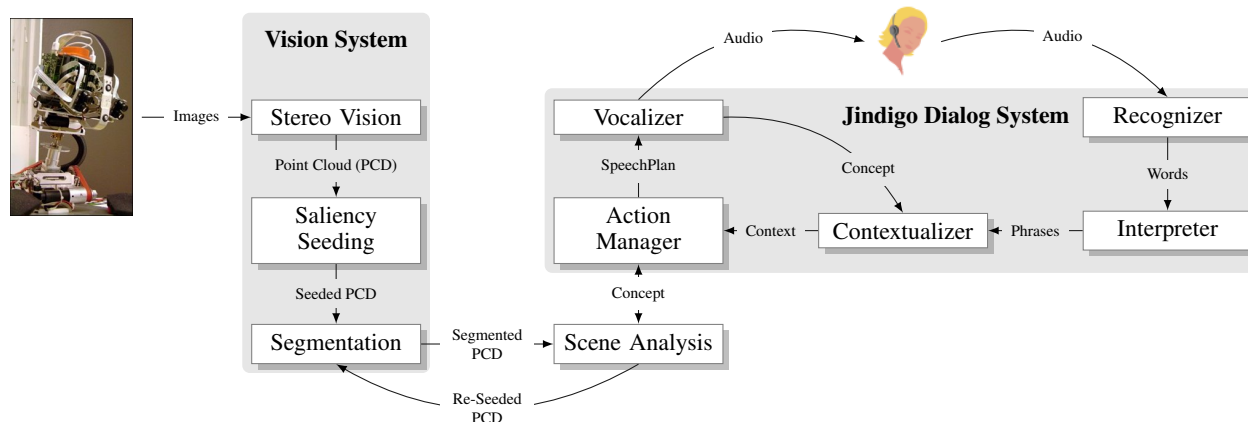 Vision System
Images
Stereo Vision
Point Cloud (PCD)
Saliency
Seeding
Seeded PCD
Segmentation
Segmented
PCD
Re-Seeded
PCD
Scene Analysis
Concept
Action
Manager
SpeechPlan
Vocalizer
Audio
Audio
Jindigo Dialog System
Recognizer
Words
Interpreter
Phrases
Contextualizer
Context
Concept